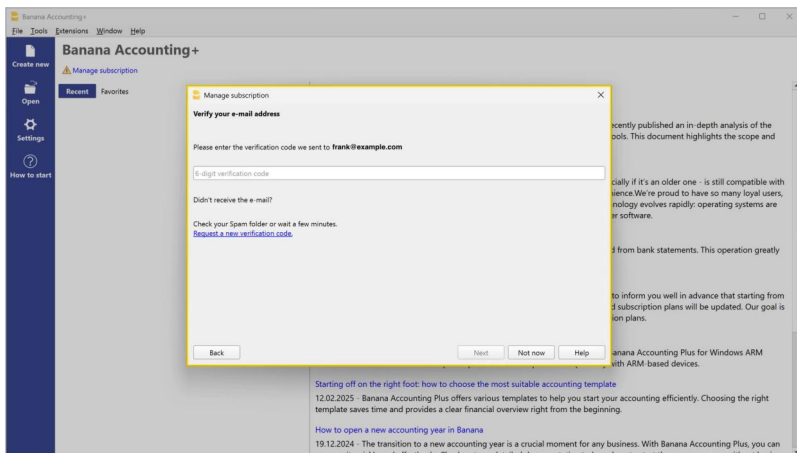 Banana Accounting+
File Tools Extensions Window Help
Create new
Open
Settings
How to start
Banana Accounting+
Manage subscription
Recent Favorites
Manage subscription
Verify your e-mail address
Please enter the verification code we sent to frank@example.com
6-digit verification code
Didn't receive the e-mail?
Check your Spam folder or wait a few minutes.
Request a new verification code.
Back Next Not now Help
recently published an in-depth analysis of the
ools. This document highlights the scope and
cially if it's an older one - is still compatible with
nience.We're proud to have so many loyal users,
nology evolves rapidly: operating systems are
er software.
d from bank statements. This operation greatly
to inform you well in advance that starting from
d subscription plans will be updated. Our goal is
ion plans.
anana Accounting Plus for Windows ARM
with ARM-based devices.
Starting off on the right foot: how to choose the most suitable accounting template
12.02.2025 - Banana Accounting Plus offers various templates to help you start your accounting efficiently. Choosing the right
template saves time and provides a clear financial overview right from the beginning.
How to open a new accounting year in Banana
19.12.2024 - The transition to a new accounting year is a crucial moment for any business. With Banana Accounting Plus, you can